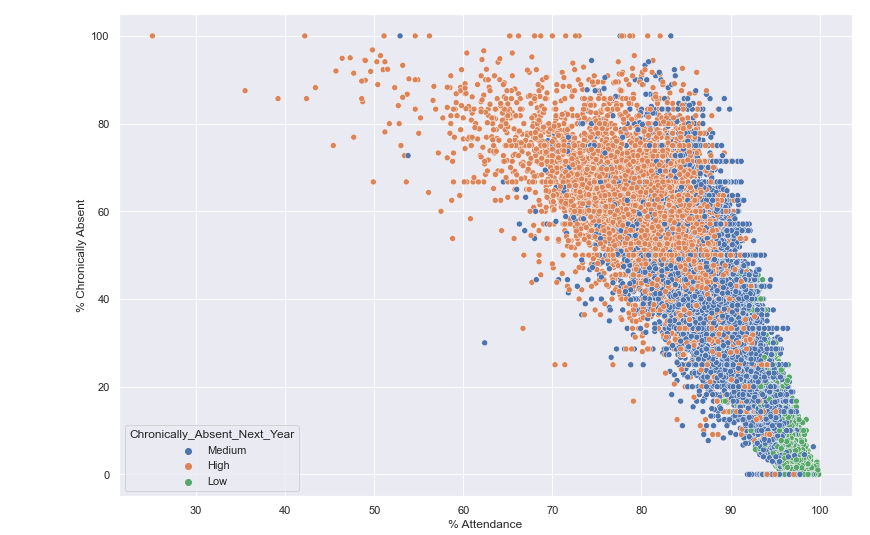 100
80
60
40
20
0
% Chronically Absent
Chronically_Absent_Next_Year
Medium
High
Low
30 40 50 60 70 80 90 100
% Attendance